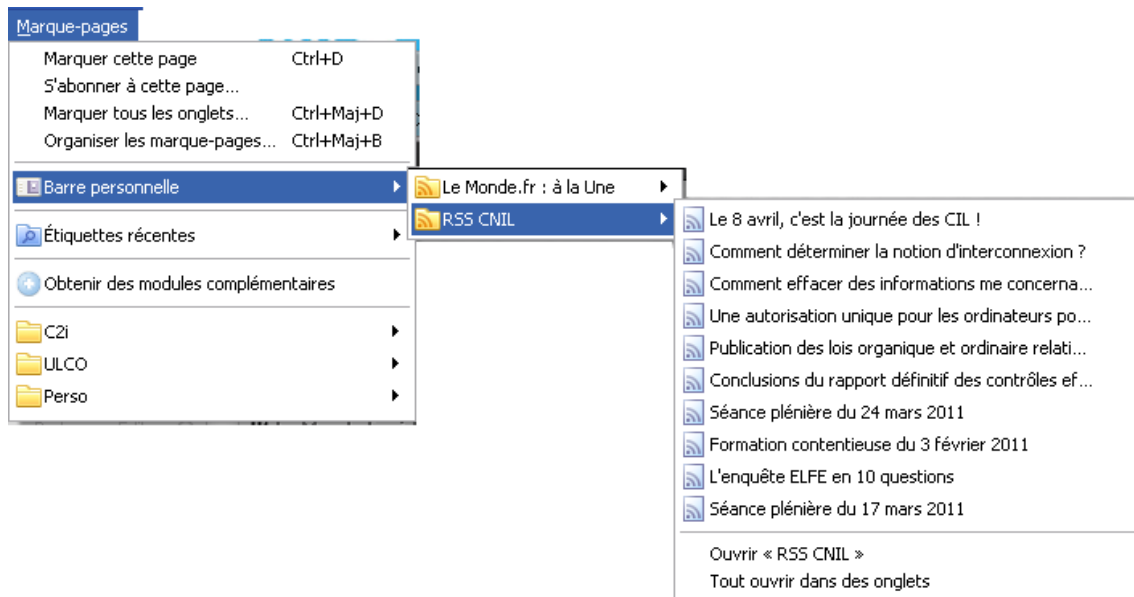 Marque-pages
Marquer cette page Ctrl+D
S'abonner à cette page...
Marquer tous les onglets... Ctrl+Maj+D
Organiser les marque-pages... Ctrl+Maj+B
Barre personnelle
Étiquettes récentes
Obtenir des modules complémentaires
C2i
ULCO
Perso
Le Monde.fr : à la Une
RSS CNIL
Le 8 avril, c'est la journée des CIL !
Comment déterminer la notion d'interconnexion ?
Comment effacer des informations me concerna...
Une autorisation unique pour les ordinateurs po...
Publication des lois organique et ordinaire relati...
Conclusions du rapport définitif des contrôles ef...
Séance plénière du 24 mars 2011
Formation contentieuse du 3 février 2011
L'enquête ELFE en 10 questions
Séance plénière du 17 mars 2011
Ouvrir « RSS CNIL »
Tout ouvrir dans des onglets